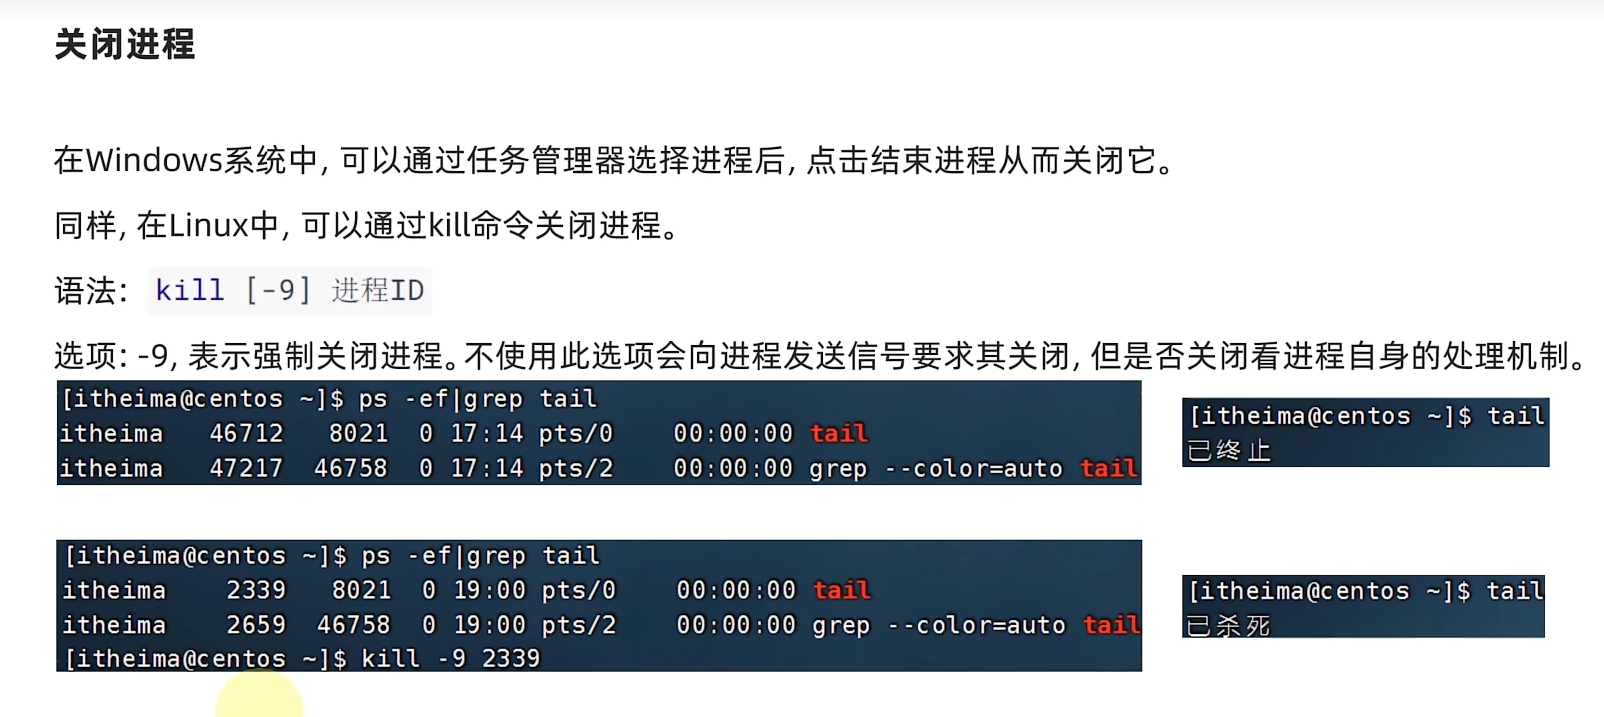 关闭进程
在Windows系统中, 可以通过任务管理器选择进程后, 点击结束进程从而关闭它。
同样, 在Linux中, 可以通过kill命令关闭进程。
语法: kill [-9] 进程ID
选项: -9, 表示强制关闭进程。不使用此选项会向进程发送信号要求其关闭, 但是否关闭看进程自身的处理机制。
[itheima@centos ~]$ ps -ef|grep tail
itheima 46712 8021 0 17:14 pts/0 00:00:00 tail
itheima 47217 46758 0 17:14 pts/2 00:00:00 grep --color=auto tail
[itheima@centos ~]$ tail
已终止
[itheima@centos ~]$ ps -ef|grep tail
itheima 2339 8021 0 19:00 pts/0 00:00:00 tail
itheima 2659 46758 0 19:00 pts/2 00:00:00 grep --color=auto tail
[itheima@centos ~]$ kill -9 2339
[itheima@centos ~]$ tail
已杀死